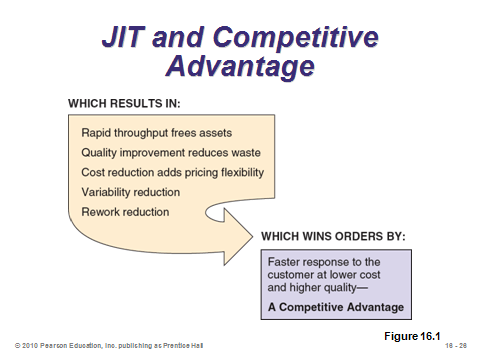 JIT and Competitive
Advantage
WHICH RESULTS IN:
Rapid throughput frees assets
Quality improvement reduces waste
Cost reduction adds pricing flexibility
Variability reduction
Rework reduction
WHICH WINS ORDERS BY:
Faster response to the
customer at lower cost
and higher quality—
A Competitive Advantage
Figure 16.1
© 2010 Pearson Education, Inc. publishing as Prentice Hall
16 - 26